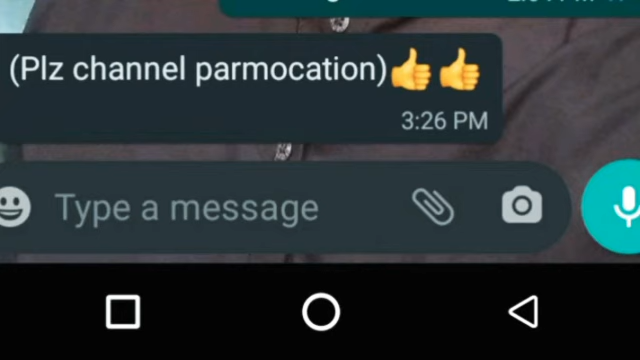 (Plz channel parmocation)👍👍
3:26 PM
Type a message